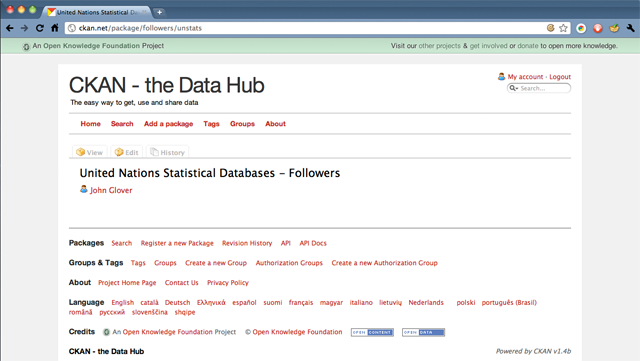 United Nations Statistical Da
ckan.net/package/followers/unstats
An Open Knowledge Foundation Project
Visit our other projects & get involved or donate to open more knowledge.
CKAN - the Data Hub
The easy way to get, use and share data
My account · Logout
Search...
Home Search Add a package Tags Groups About
View Edit History
United Nations Statistical Databases – Followers
John Glover
Packages Search Register a new Package Revision History API API Docs
Groups & Tags Tags Groups Create a new Group Authorization Groups Create a new Authorization Group
About Project Home Page Contact Us Privacy Policy
Language English català Deutsch Ελληνικά español suomi français magyar italiano lietuvių Nederlands polski português (Brasil)
română русский slovenščina shqipe
Credits An Open Knowledge Foundation Project © Open Knowledge Foundation OPEN CONTENT OPEN DATA
CKAN - the Data Hub
Powered by CKAN v1.4b